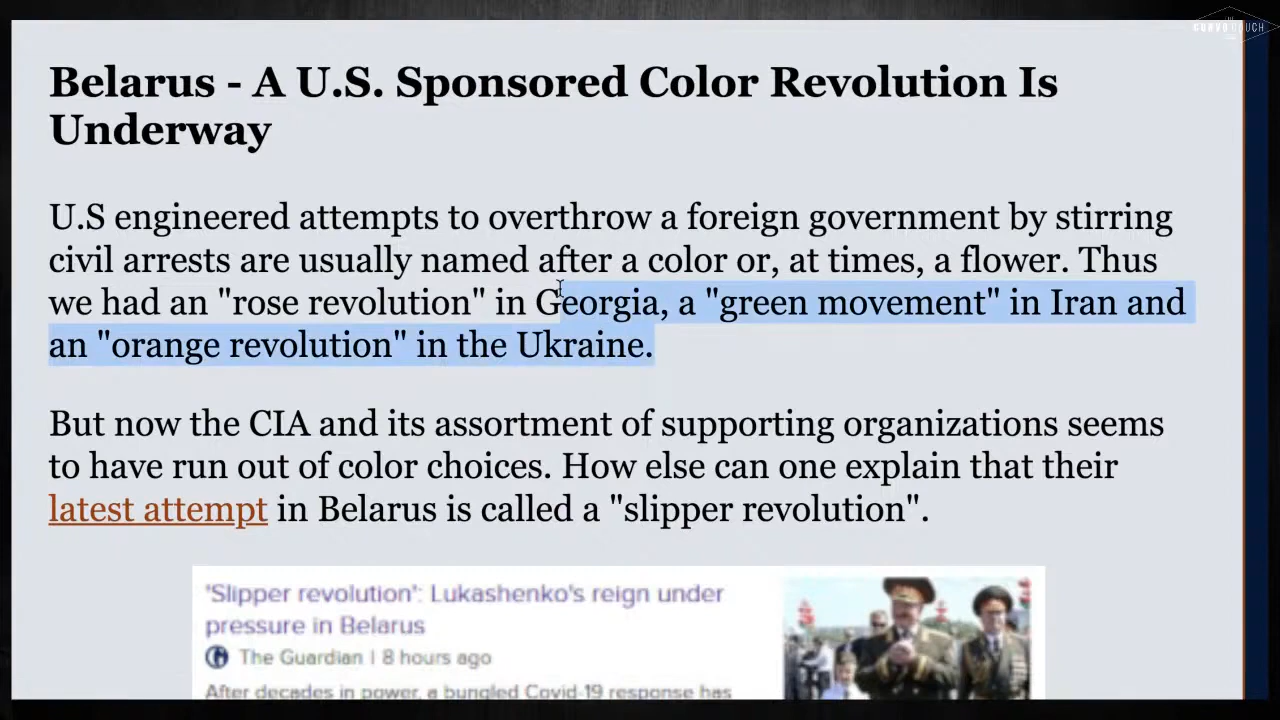 THE
CONVO COUCH
Belarus - A U.S. Sponsored Color Revolution Is
Underway
U.S engineered attempts to overthrow a foreign government by stirring
civil arrests are usually named after a color or, at times, a flower. Thus
we had an "rose revolution" in Georgia, a "green movement" in Iran and
an "orange revolution" in the Ukraine.
But now the CIA and its assortment of supporting organizations seems
to have run out of color choices. How else can one explain that their
latest attempt in Belarus is called a "slipper revolution".
'Slipper revolution': Lukashenko's reign under
pressure in Belarus
The Guardian | 8 hours ago
After decades in power, a bungled Covid-19 response has